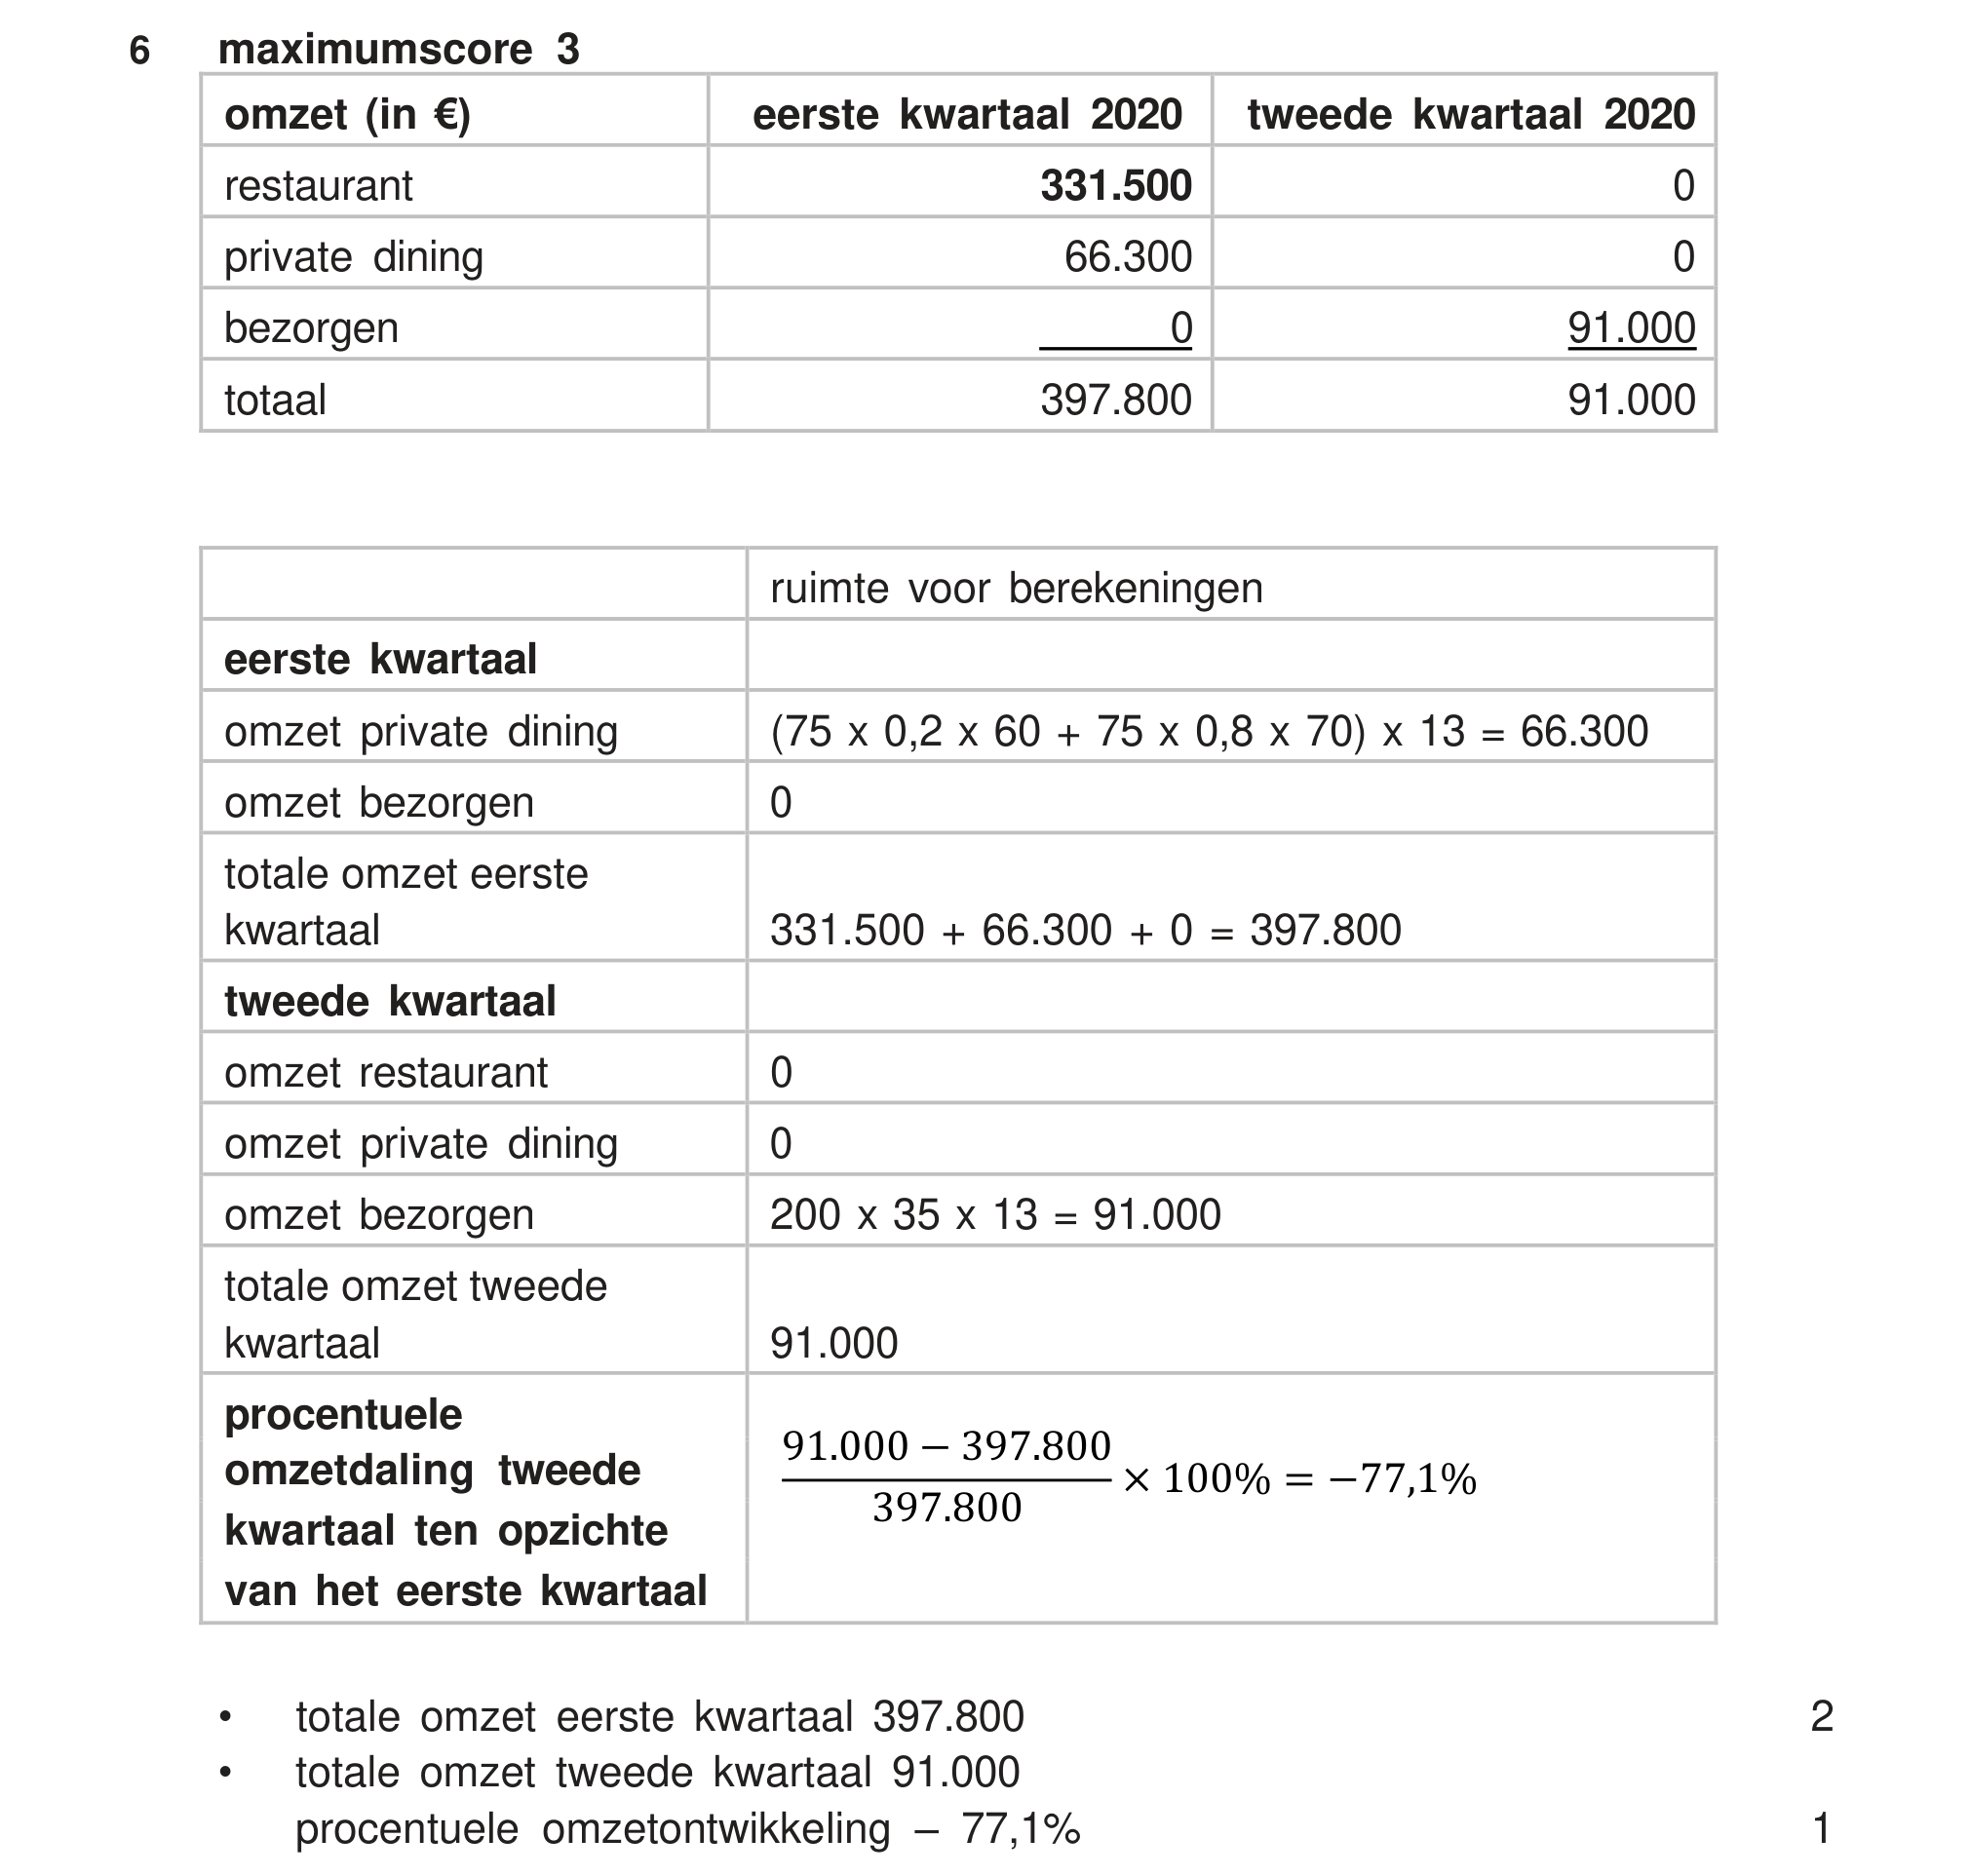 6 maximumscore 3
omzet (in €) eerste kwartaal 2020 tweede kwartaal 2020
restaurant 331.500 0
private dining 66.300 0
bezorgen 0 91.000
totaal 397.800 91.000
ruimte voor berekeningen
eerste kwartaal
omzet private dining (75 x 0,2 x 60 + 75 x 0,8 x 70) x 13 = 66.300
omzet bezorgen 0
totale omzet eerste
kwartaal 331.500 + 66.300 + 0 = 397.800
tweede kwartaal
omzet restaurant 0
omzet private dining 0
omzet bezorgen 200 x 35 x 13 = 91.000
totale omzet tweede
kwartaal 91.000
procentuele
omzetdaling tweede
kwartaal ten opzichte
van het eerste kwartaal
91.000 − 397.800
397.800
× 100% = −77,1%
• totale omzet eerste kwartaal 397.800 2
• totale omzet tweede kwartaal 91.000
procentuele omzetontwikkeling – 77,1% 1